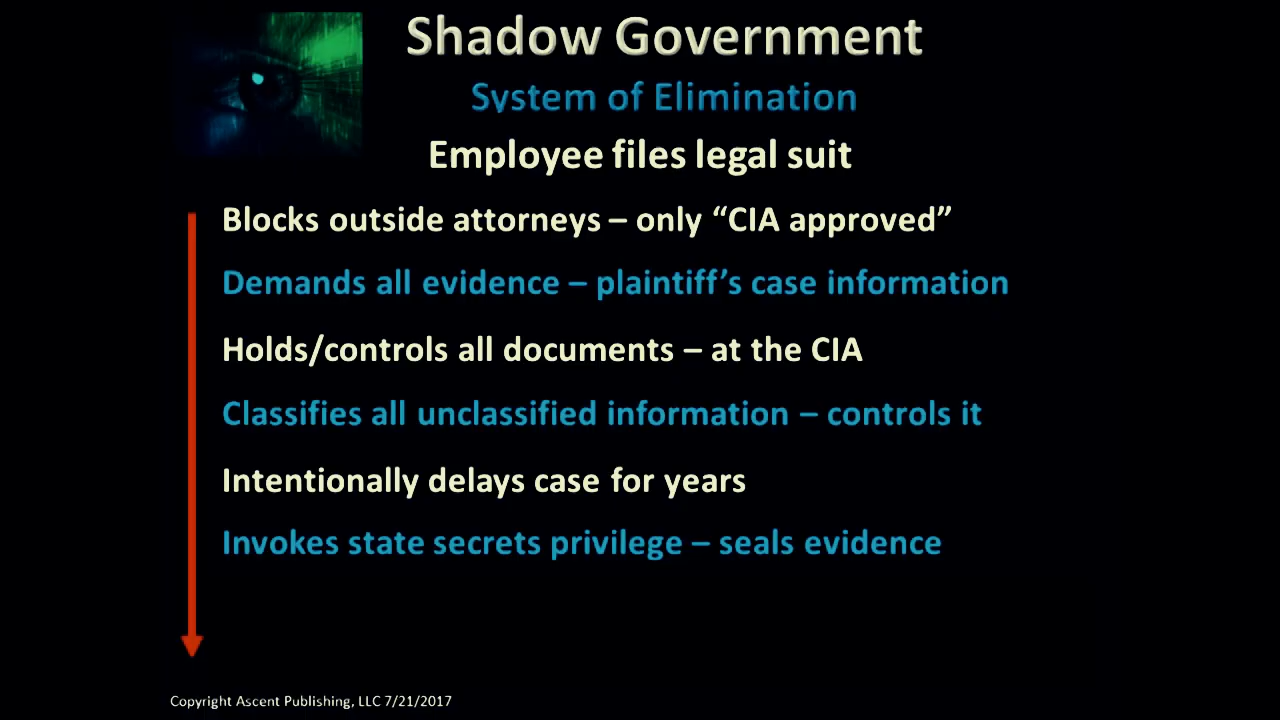 Shadow Government
System of Elimination
Employee files legal suit
Blocks outside attorneys – only “CIA approved”
Demands all evidence – plaintiff’s case information
Holds/controls all documents – at the CIA
Classifies all unclassified information – controls it
Intentionally delays case for years
Invokes state secrets privilege – seals evidence
Copyright Ascent Publishing, LLC 7/21/2017